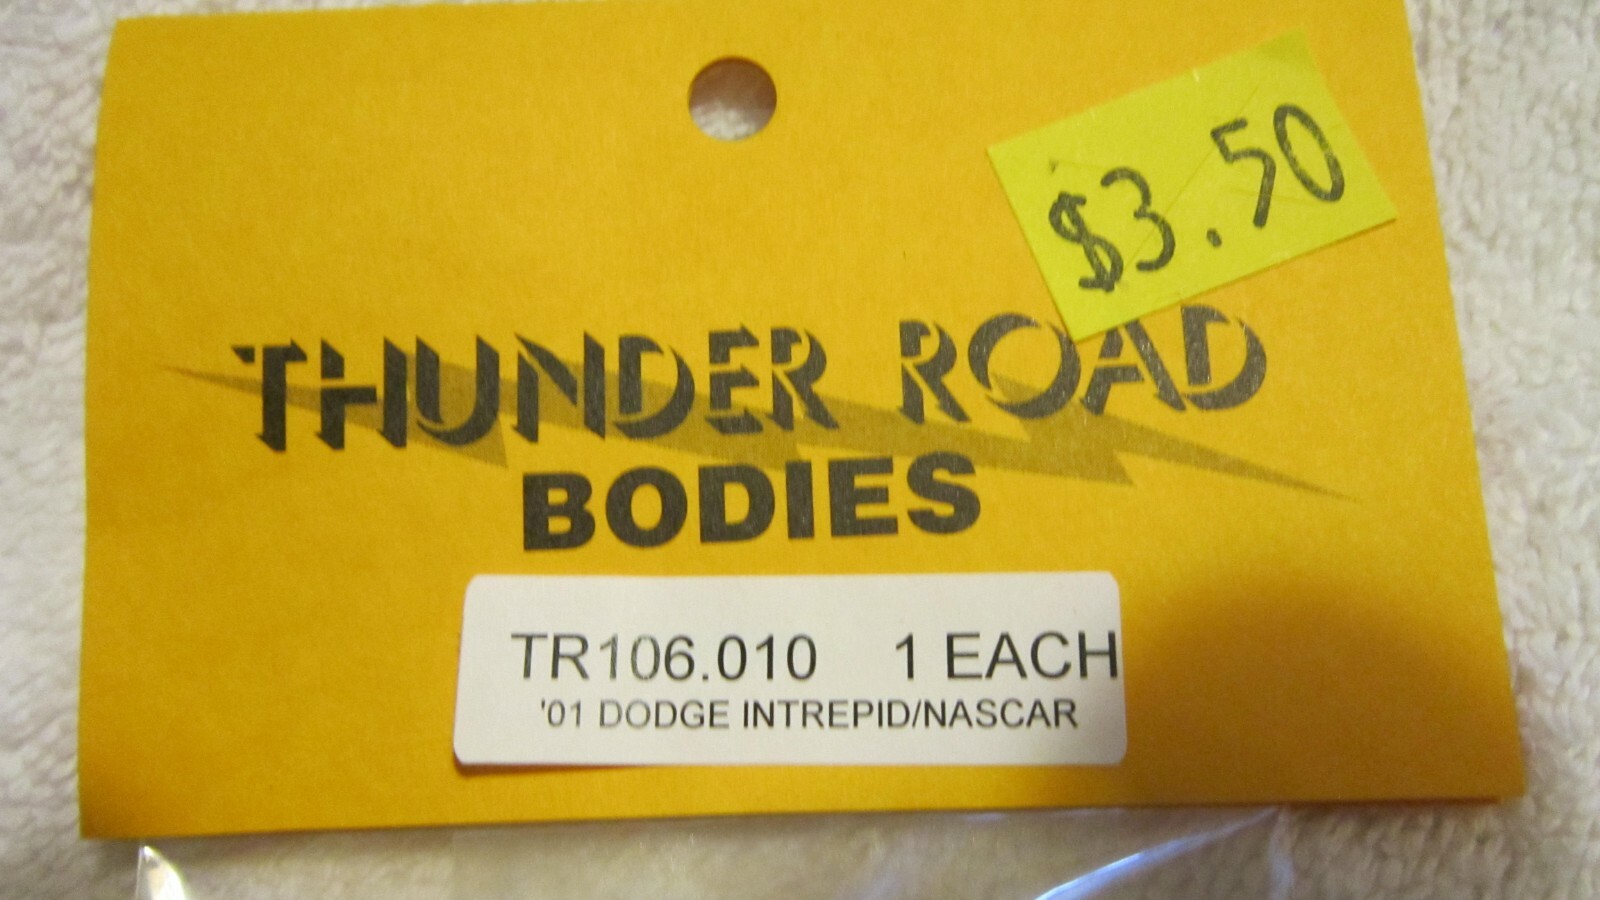 $3.50
THUNDER ROAD
BODIES
TR106.010 1 EACH
'01 DODGE INTREPID/NASCAR